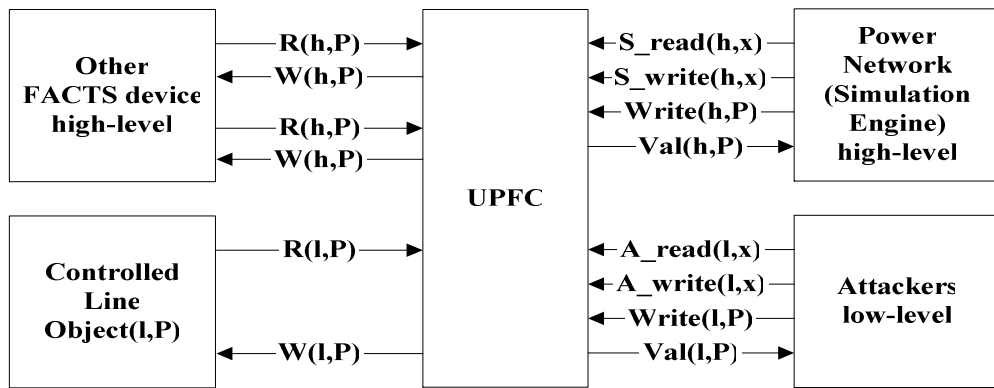 Other
FACTS device
high-level
R(h,P)
W(h,P)
R(h,P)
W(h,P)
Controlled
Line
Object(l,P)
R(l,P)
W(l,P)
UPFC
S_read(h,x)
S_write(h,x)
Write(h,P)
Val(h,P)
Power
Network
(Simulation
Engine)
high-level
A_read(l,x)
A_write(l,x)
Write(l,P)
Val(l,P)
Attackers
low-level